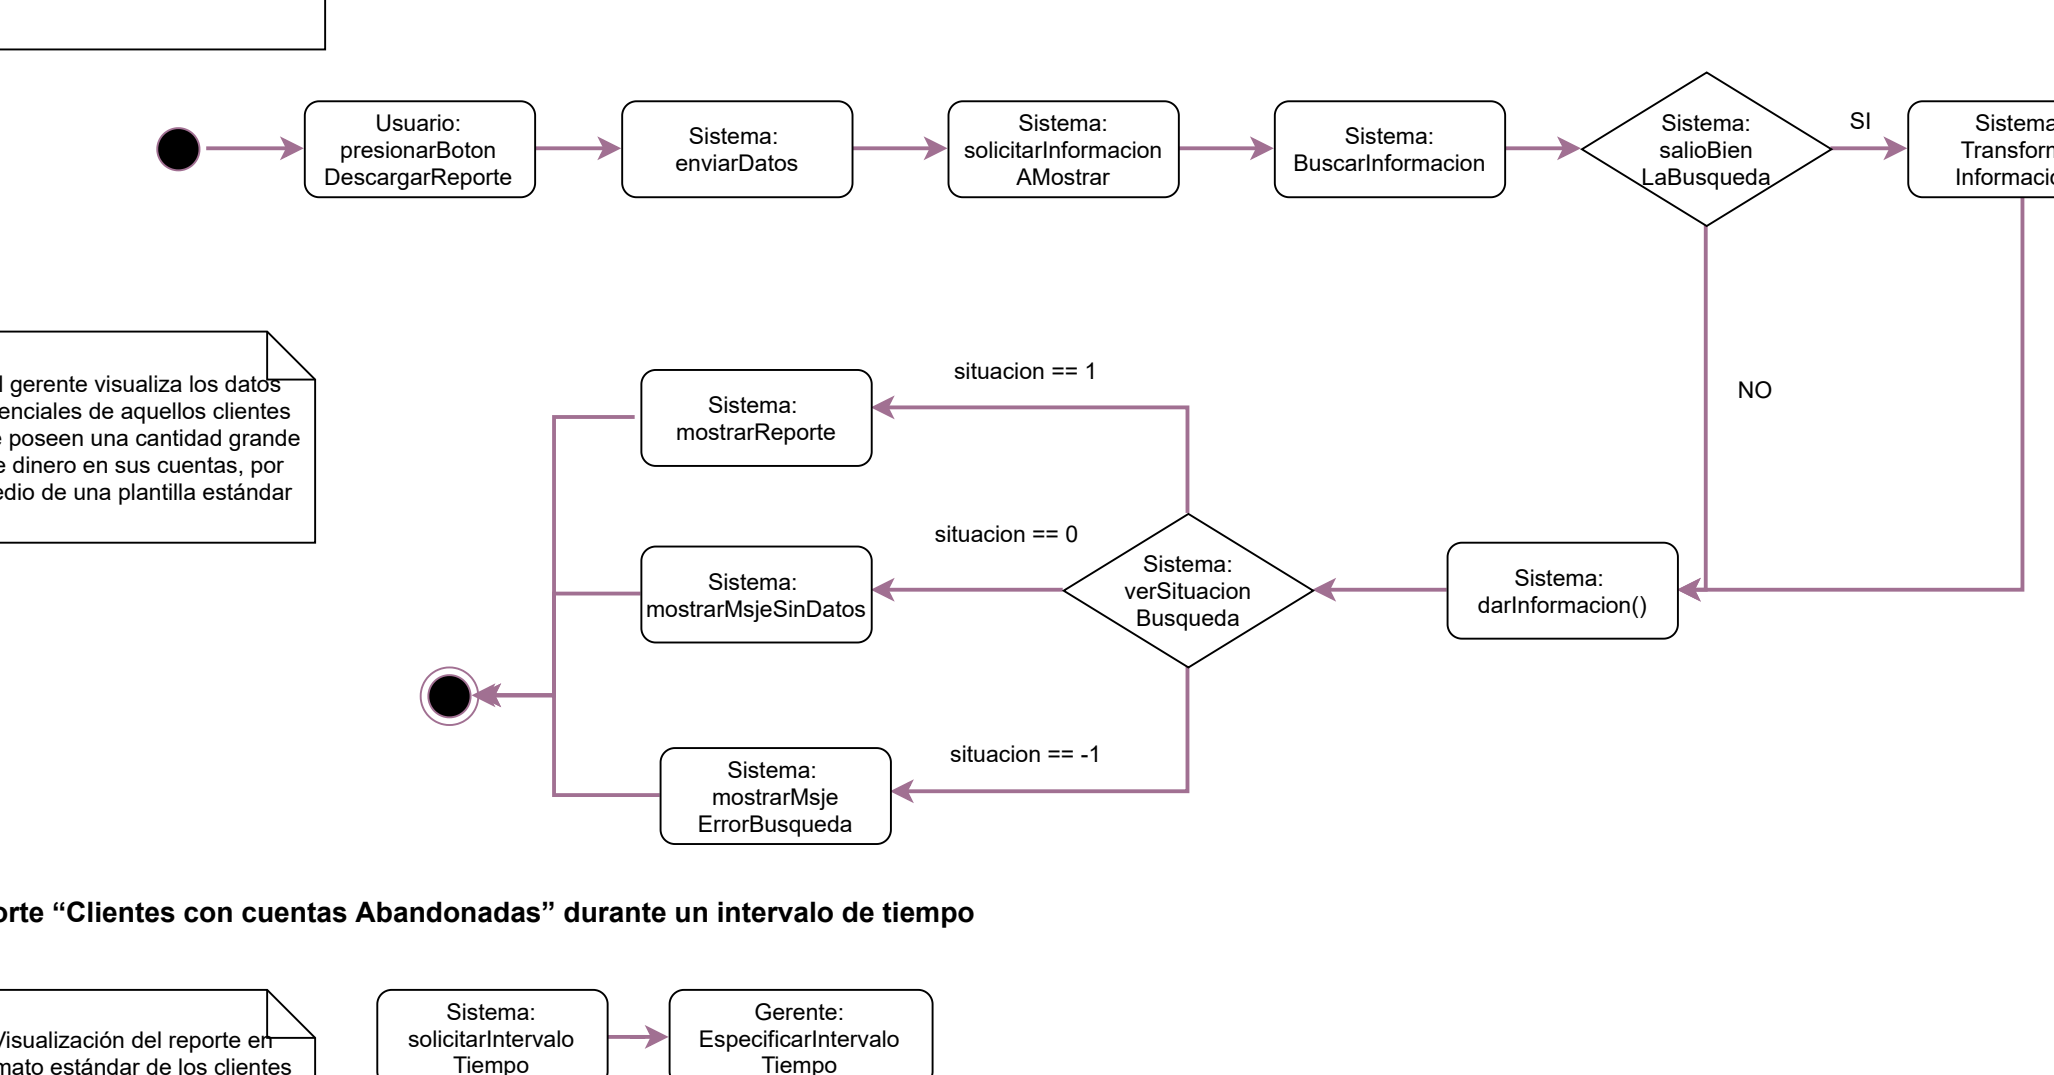 Usuario:
presionarBoton
DescargarReporte
Sistema:
enviarDatos
Sistema:
solicitarInformacion
AMostrar
Sistema:
BuscarInformacion
Sistema:
salioBien
LaBusqueda
SI
Sistema
Transform
Informacio
NO
gerente visualiza los datos
enciales de aquellos clientes
poseen una cantidad grande
dinero en sus cuentas, por
edio de una plantilla estándar
situacion == 1
Sistema:
mostrarReporte
situacion == 0
Sistema:
mostrarMsjeSinDatos
Sistema:
verSituacion
Busqueda
Sistema:
darInformacion()
situacion == -1
Sistema:
mostrarMsje
ErrorBusqueda
orte “Clientes con cuentas Abandonadas” durante un intervalo de tiempo
Visualización del reporte en
mato estándar de los clientes
Sistema:
solicitarIntervalo
Tiempo
Gerente:
EspecificarIntervalo
Tiempo